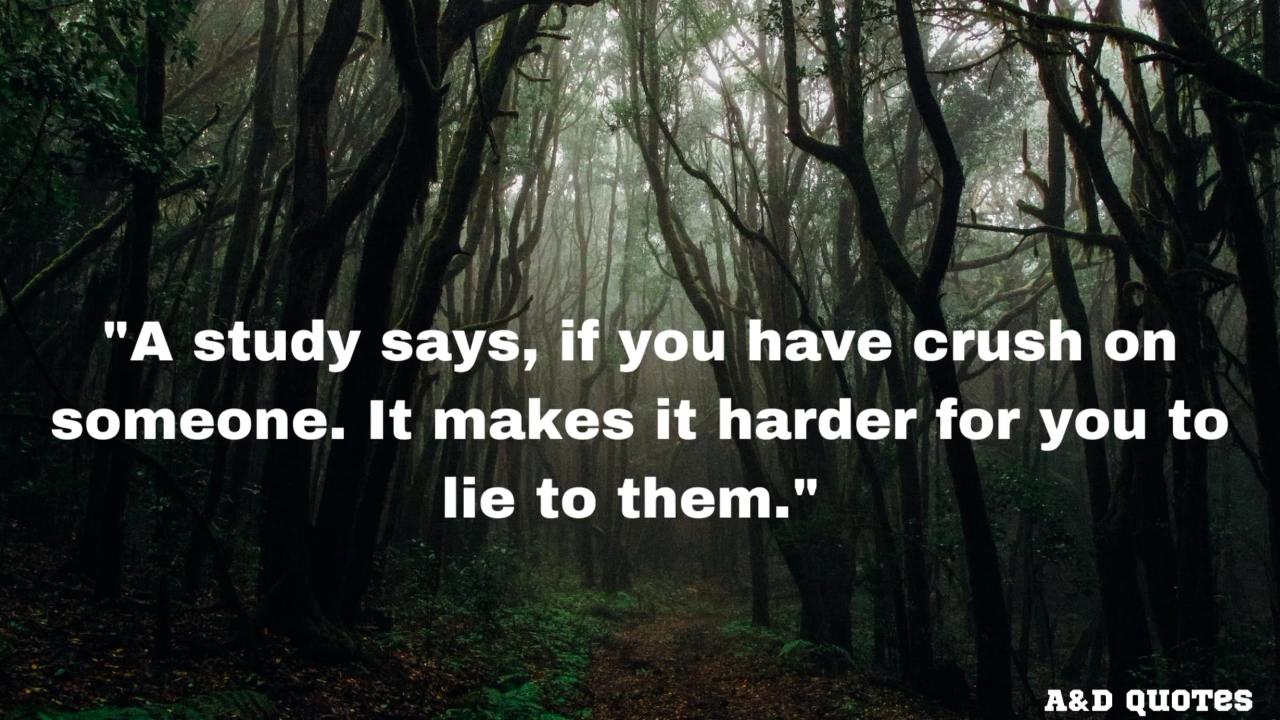 "A study says, if you have crush on
someone. It makes it harder for you to
lie to them."
A&D QUOTES